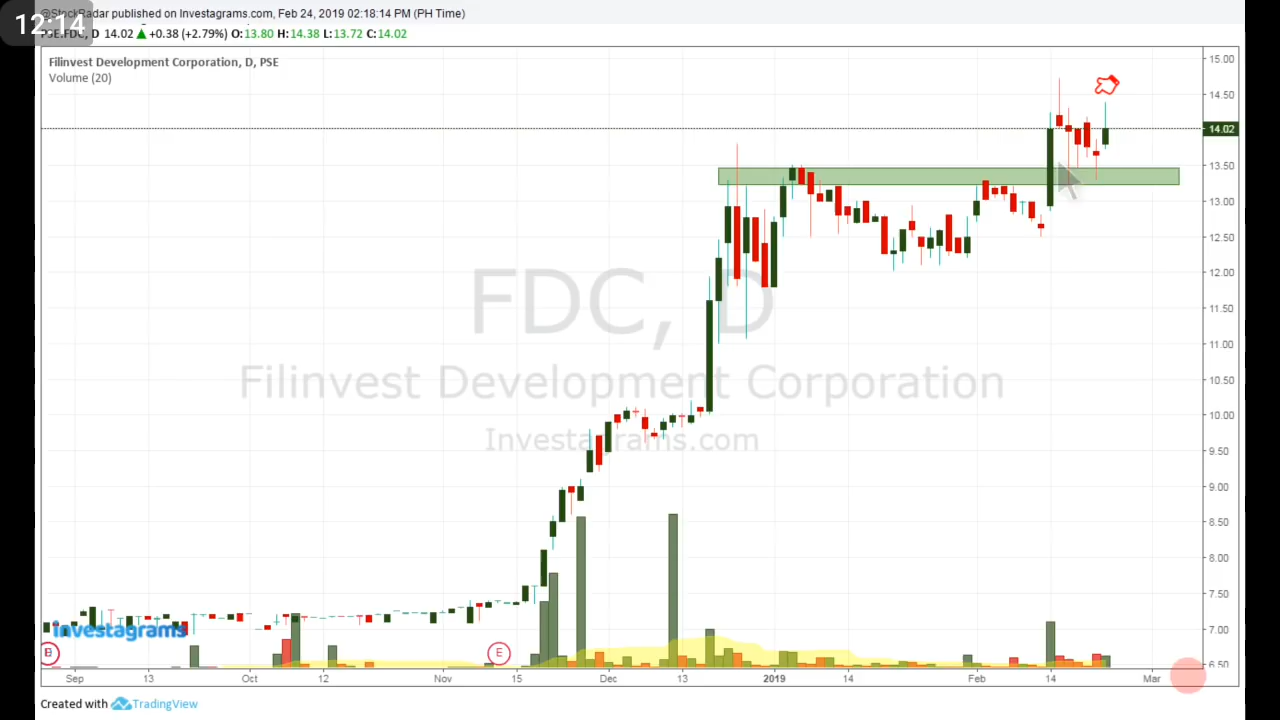 12:14
@StockRadar published on Investagrams.com, Feb 24, 2019 02:18:14 PM (PH Time)
PSE:FDC, D 14.02 ▲ +0.38 (+2.79%) O: 13.80 H: 14.38 L: 13.72 C: 14.02
Filinvest Development Corporation, D, PSE
Volume (20)
15.00
14.50
14.02
13.50
13.00
12.50
12.00
11.50
11.00
10.50
10.00
9.50
9.00
8.50
8.00
7.50
7.00
6.50
FDC, D
Filinvest Development Corporation
Investagrams.com
investagrams
E
E
Sep 13 Oct 12 Nov 15 Dec 13 2019 14 Feb 14 Mar
Created with TradingView